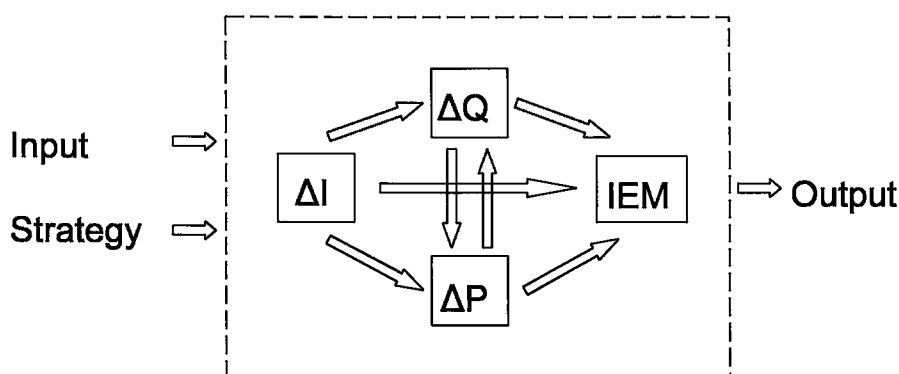 ΔQ
Input
ΔI
IEM
Output
Strategy
ΔP